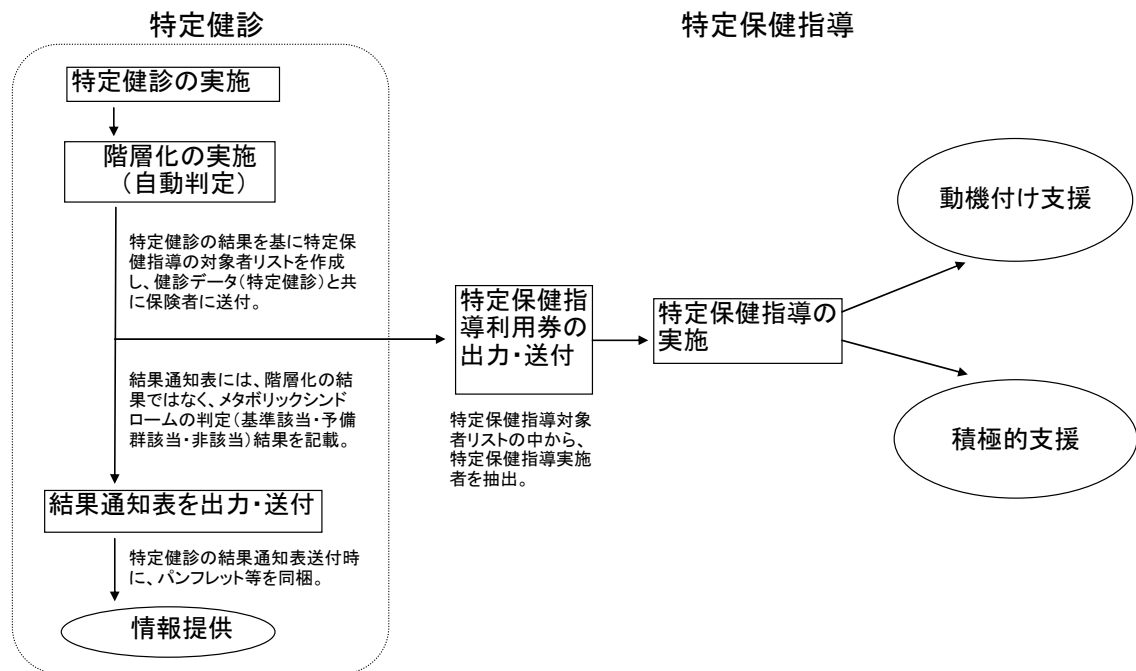 特定健診
特定保健指導
特定健診の実施
階層化の実施
（自動判定）
特定健診の結果を基に特定保
健指導の対象者リストを作成
し、健診データ（特定健診）と共
に保険者に送付。
結果通知表には、階層化の結
果ではなく、メタボリックシンド
ロームの判定（基準該当・予備
群該当・非該当）結果を記載。
結果通知表を出力・送付
特定健診の結果通知表送付時
に、パンフレット等を同梱。
情報提供
特定保健指
導利用券の
出力・送付
特定保健指導対象
者リストの中から、
特定保健指導実施
者を抽出。
特定保健指導の
実施
動機付け支援
積極的支援